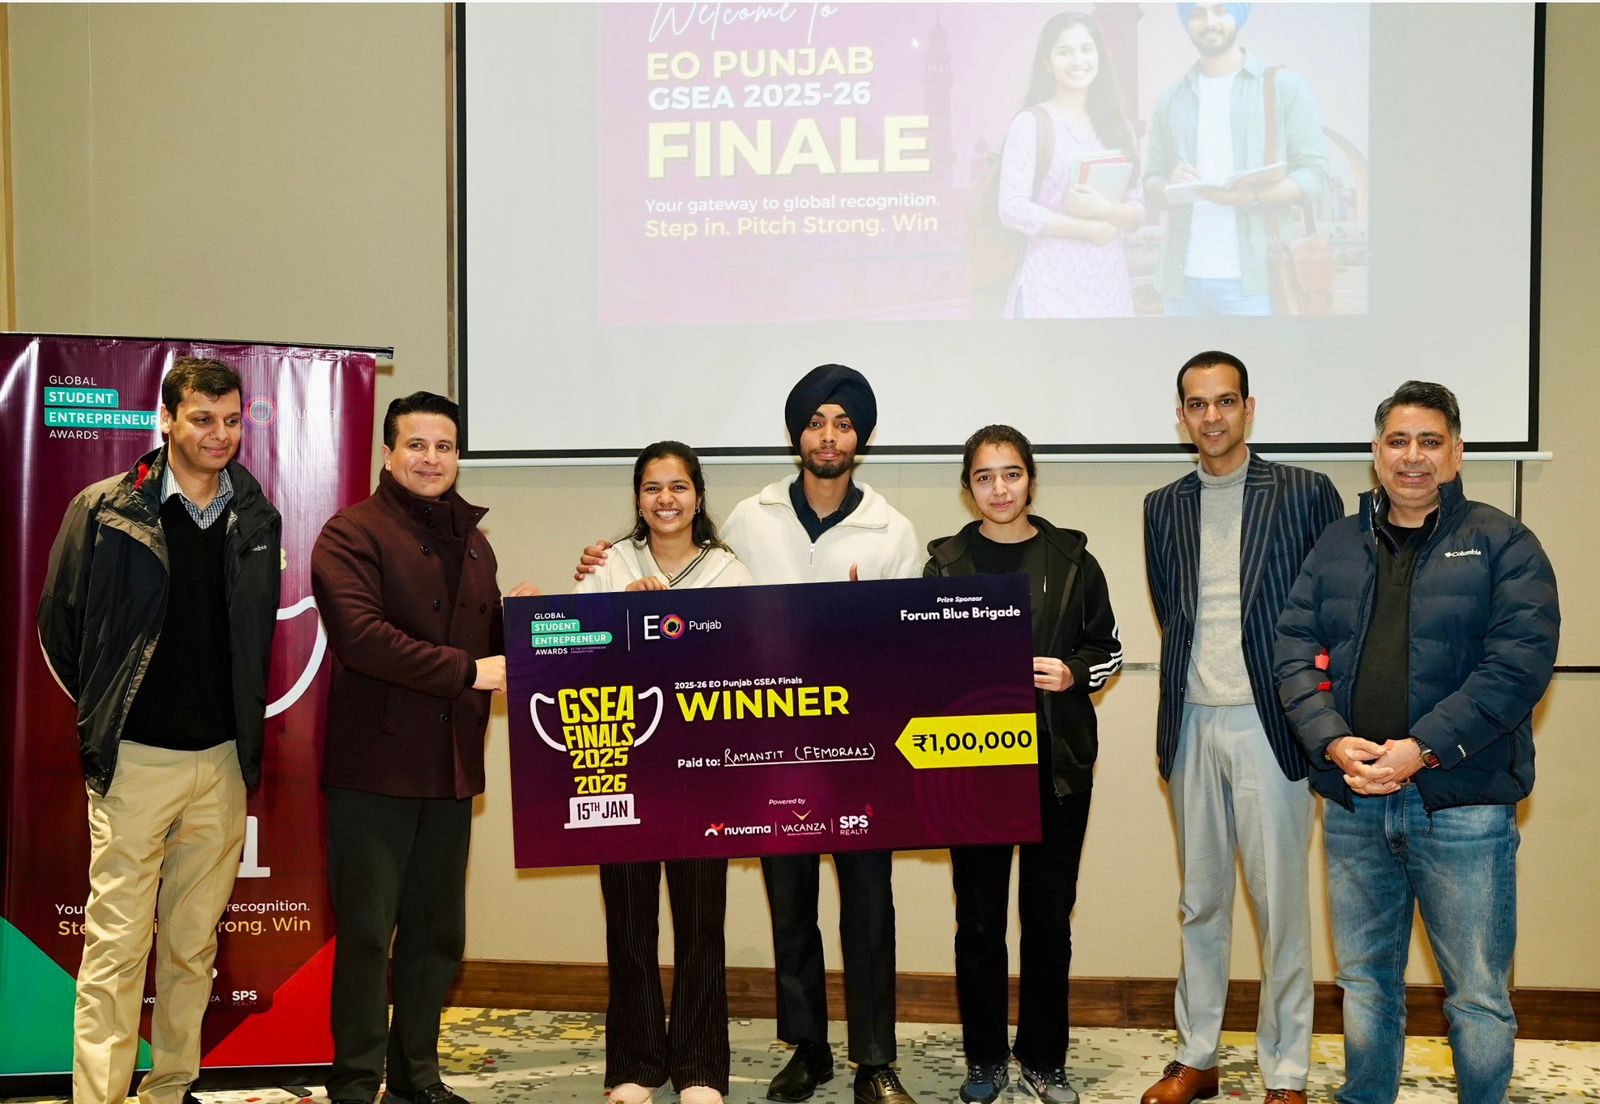 Welcome to
EO PUNJAB
GSEA 2025-26
FINALE
Your gateway to global recognition.
Step in. Pitch Strong. Win
GLOBAL
STUDENT
ENTREPRENEUR
AWARDS
recognition.
rong. Win
SPS
REALTY
GLOBAL
STUDENT
ENTREPRENEUR
AWARDS
EO Punjab
Prize Sponsor
Forum Blue Brigade
2025-26 EO Punjab GSEA Finals
WINNER
GSEA
FINALS
2025
-
2026
15TH JAN
Paid to: RAMANJIT (FEMORAAI)
₹1,00,000
Powered by
nuvama
VACANZA
SPS
REALTY
Columbia